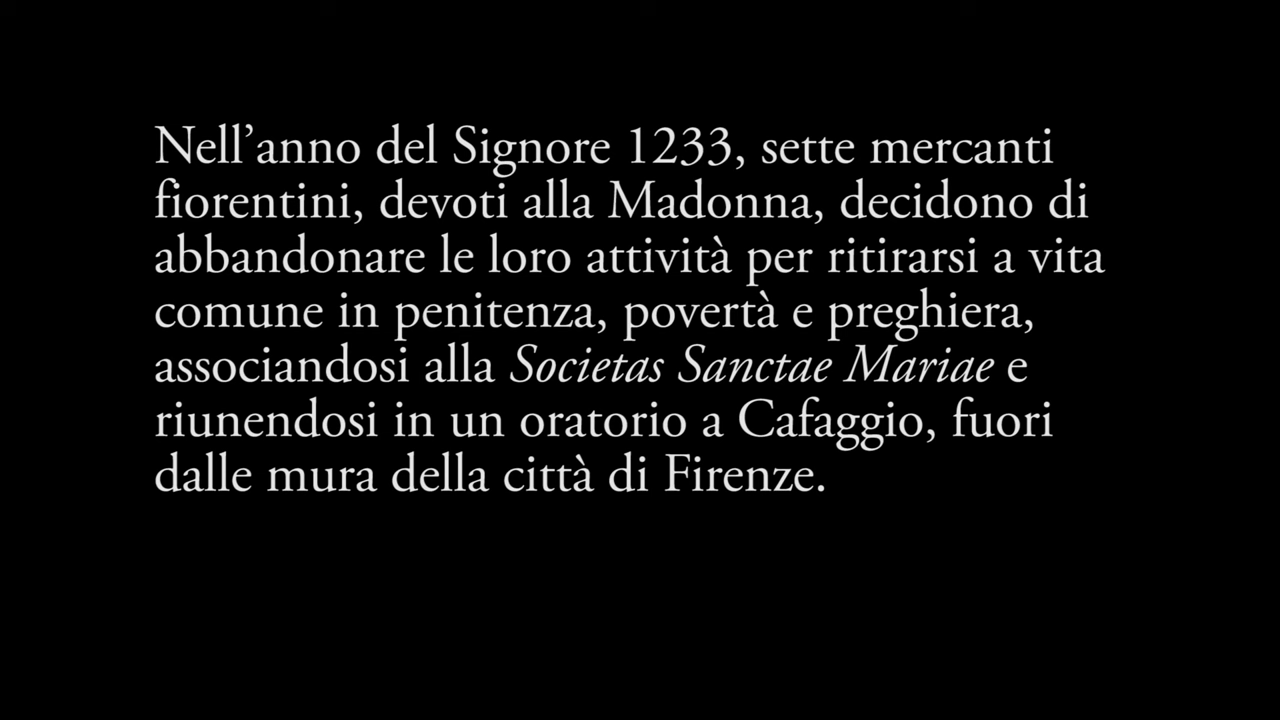 Nell’anno del Signore 1233, sette mercanti
fiorentini, devoti alla Madonna, decidono di
abbandonare le loro attività per ritirarsi a vita
comune in penitenza, povertà e preghiera,
associandosi alla Societas Sanctae Mariae e
riunendosi in un oratorio a Cafaggio, fuori
dalle mura della città di Firenze.